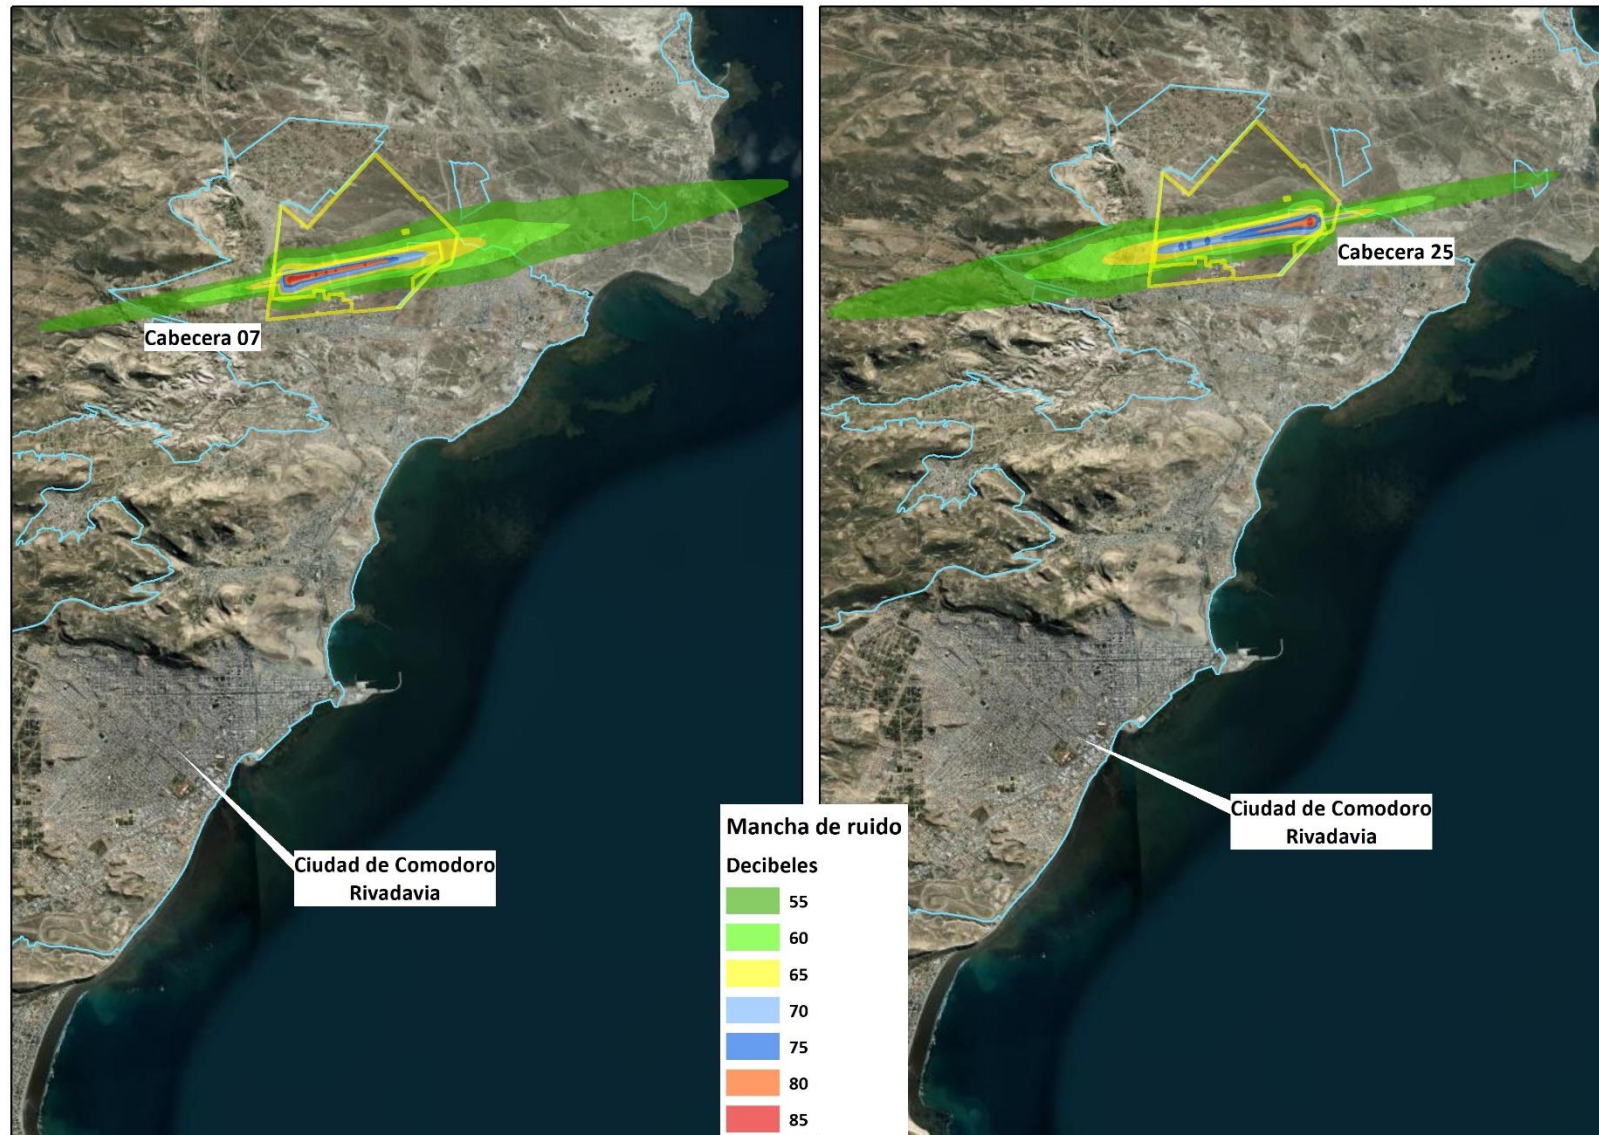 Cabecera 07
Ciudad de Comodoro
Rivadavia
Cabecera 25
Ciudad de Comodoro
Rivadavia
Mancha de ruido
Decibeles
55
60
65
70
75
80
85